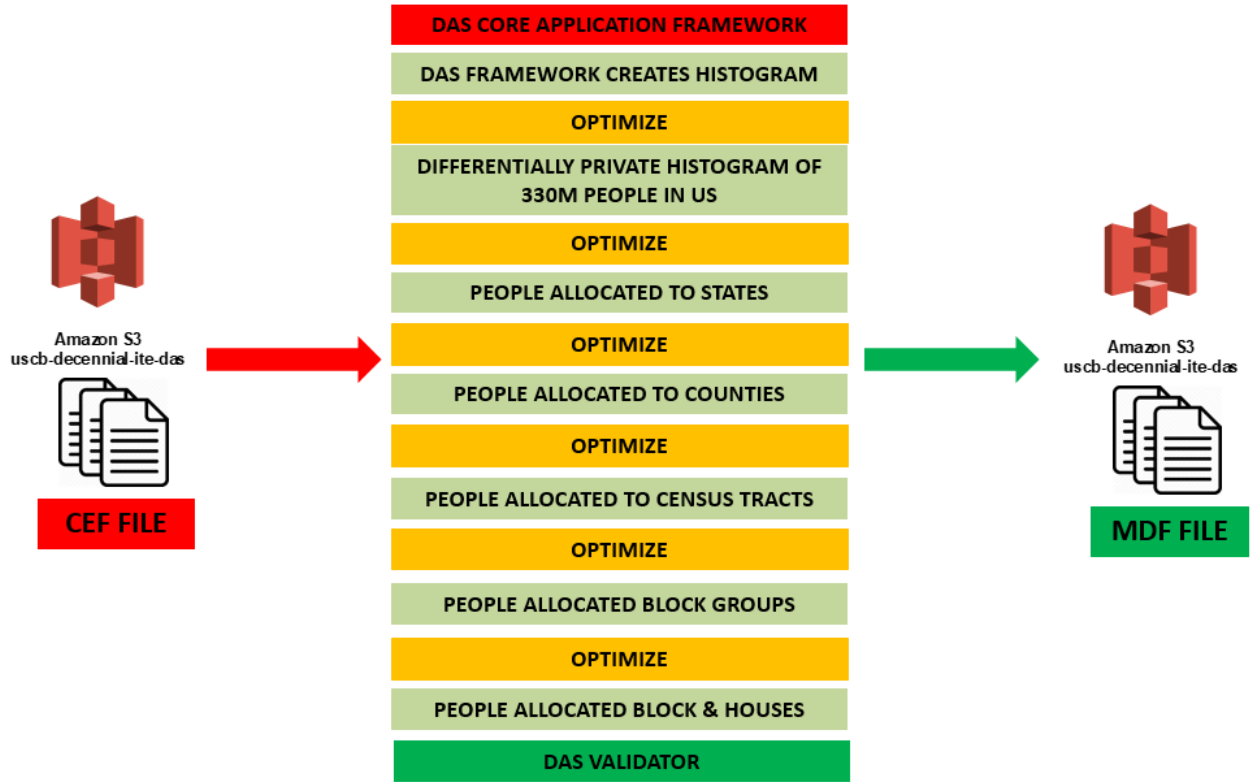 DAS CORE APPLICATION FRAMEWORK
DAS FRAMEWORK CREATES HISTOGRAM
OPTIMIZE
DIFFERENTIALLY PRIVATE HISTOGRAM OF
330M PEOPLE IN US
OPTIMIZE
PEOPLE ALLOCATED TO STATES
OPTIMIZE
PEOPLE ALLOCATED TO COUNTIES
OPTIMIZE
PEOPLE ALLOCATED TO CENSUS TRACTS
OPTIMIZE
PEOPLE ALLOCATED BLOCK GROUPS
OPTIMIZE
PEOPLE ALLOCATED BLOCK & HOUSES
DAS VALIDATOR
Amazon S3
uscb-decennial-ite-das
CEF FILE
Amazon S3
uscb-decennial-ite-das
MDF FILE